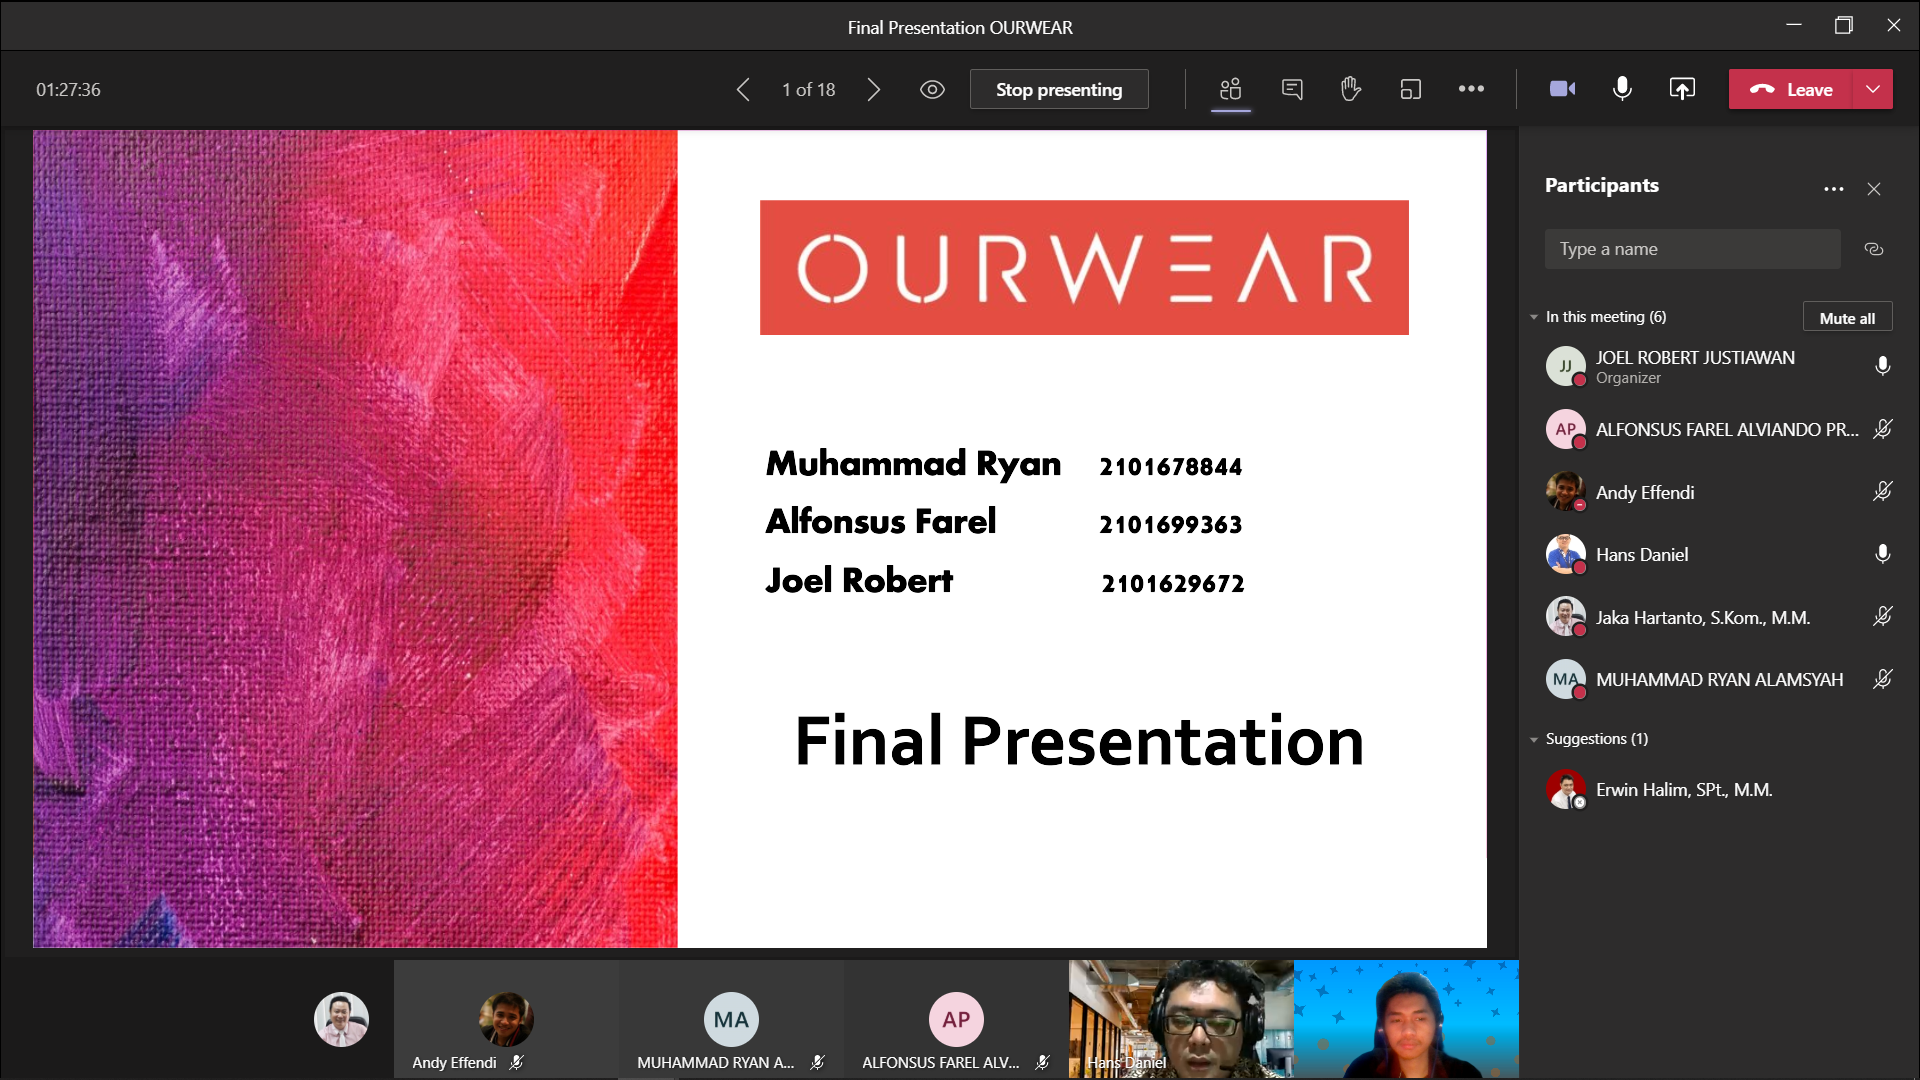 Final Presentation OURWEAR
01:27:36
1 of 18
Stop presenting
Leave
OURWEAR
Muhammad Ryan 2101678844
Alfonsus Farel 2101699363
Joel Robert 2101629672
Final Presentation
Participants
Type a name
In this meeting (6)
Mute all
JJ
JOEL ROBERT JUSTIAWAN
Organizer
AP
ALFONSUS FAREL ALVIANDO PR...
Andy Effendi
Hans Daniel
Jaka Hartanto, S.Kom., M.M.
MA
MUHAMMAD RYAN ALAMSYAH
Suggestions (1)
Erwin Halim, SPt., M.M.
Andy Effendi
MA
MUHAMMAD RYAN A...
AP
ALFONSUS FAREL ALV...
Hans Daniel